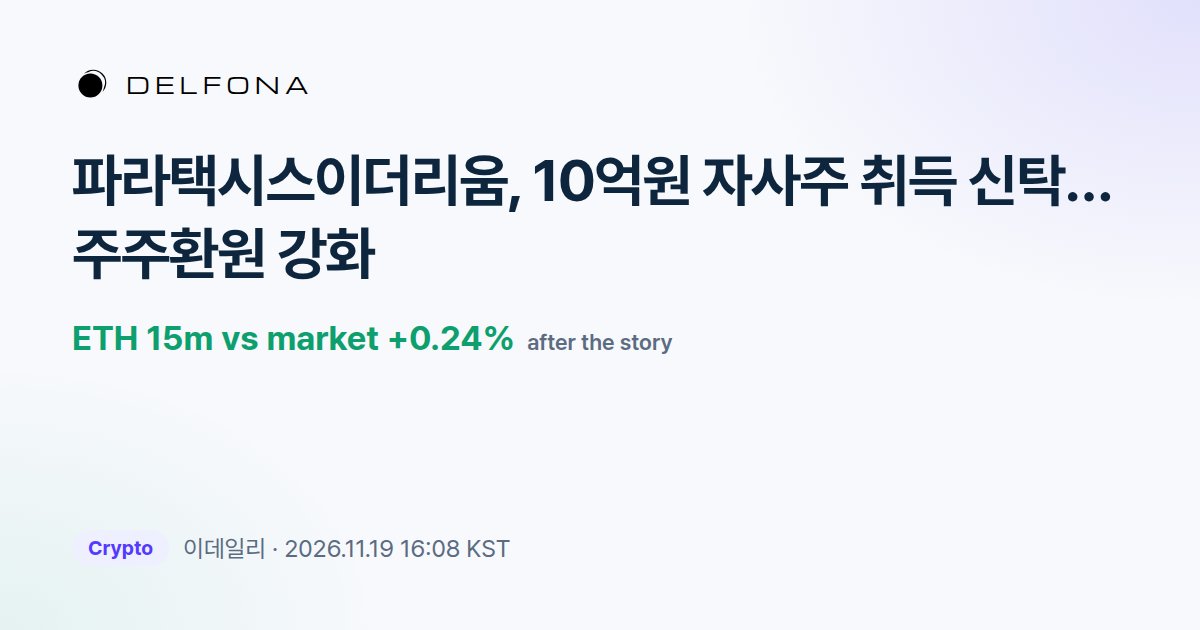 DELFONA
파라택시스이더리움, 10억원 자사주 취득 신탁…
주주환원 강화
ETH 15m vs market +0.24% after the story
Crypto 이데일리 · 2026.11.19 16:08 KST